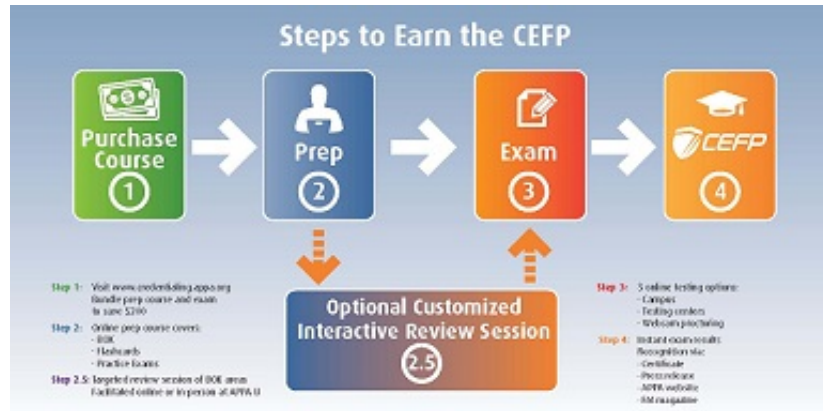 Steps to Earn the CEFP
Purchase
Course
1
Prep
2
Exam
3
CEFP
4
Optional Customized
Interactive Review Session
2.5
Step 1: Visit www.credentialing.appa.org
Bundle prep course and exam
to save $200
Step 2: Online prep course covers:
- BOK
- Flashcards
- Practice Exams
Step 2.5: Targeted review session of BOK areas
Facilitated online or in person at APPA U
Step 3: 3 online testing options:
- Campus
- Testing centers
- Webcam proctoring
Step 4: Instant exam results
Recognition via:
- Certificate
- Press release
- APPA website
- FM magazine